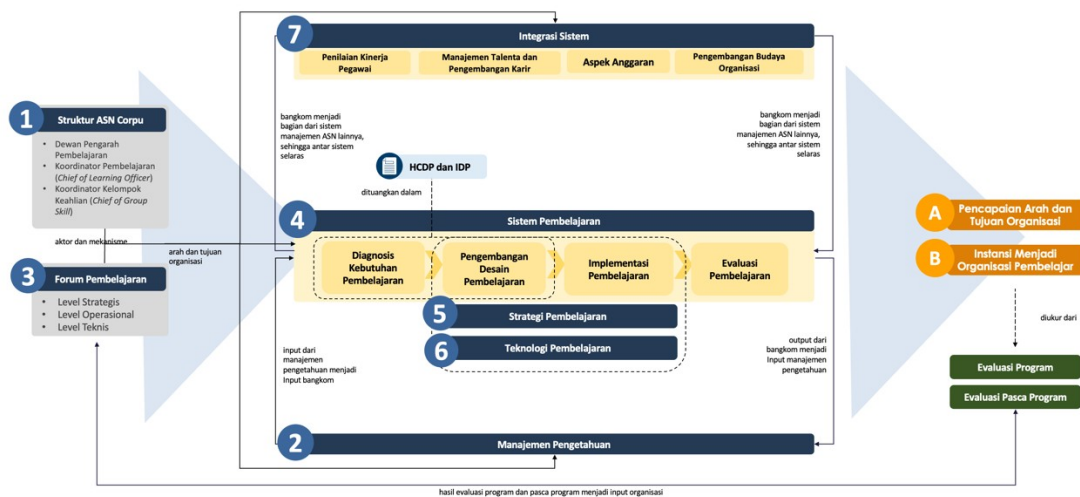 7
Integrasi Sistem
Penilaian Kinerja
Pegawai
Manajemen Talenta dan
Pengembangan Karir
Aspek Anggaran
Pengembangan Budaya
Organisasi
1
Struktur ASN Corpu
• Dewan Pengarah
Pembelajaran
• Koordinator Pembelajaran
(Chief of Learning Officer)
• Koordinator Kelompok
Keahlian (Chief of Group
Skill)
bangkom menjadi
bagian dari sistem
manajemen ASN lainnya,
sehingga antar sistem
selaras
bangkom menjadi
bagian dari sistem
manajemen ASN lainnya,
sehingga antar sistem
selaras
HCDP dan IDP
dituangkan dalam
aktor dan mekanisme
arah dan tujuan
organisasi
3
Forum Pembelajaran
• Level Strategis
• Level Operasional
• Level Teknis
4
Sistem Pembelajaran
Diagnosis
Kebutuhan
Pembelajaran
Pengembangan
Desain
Pembelajaran
Implementasi
Pembelajaran
Evaluasi
Pembelajaran
5
Strategi Pembelajaran
6
Teknologi Pembelajaran
input dari
manajemen
pengetahuan menjadi
Input bangkom
output dari
bangkom menjadi
Input manajemen
pengetahuan
2
Manajemen Pengetahuan
A
Pencapaian Arah dan
Tujuan Organisasi
B
Instansi Menjadi
Organisasi Pembelajar
diukur dari
Evaluasi Program
Evaluasi Pasca Program
hasil evaluasi program dan pasca program menjadi input organisasi